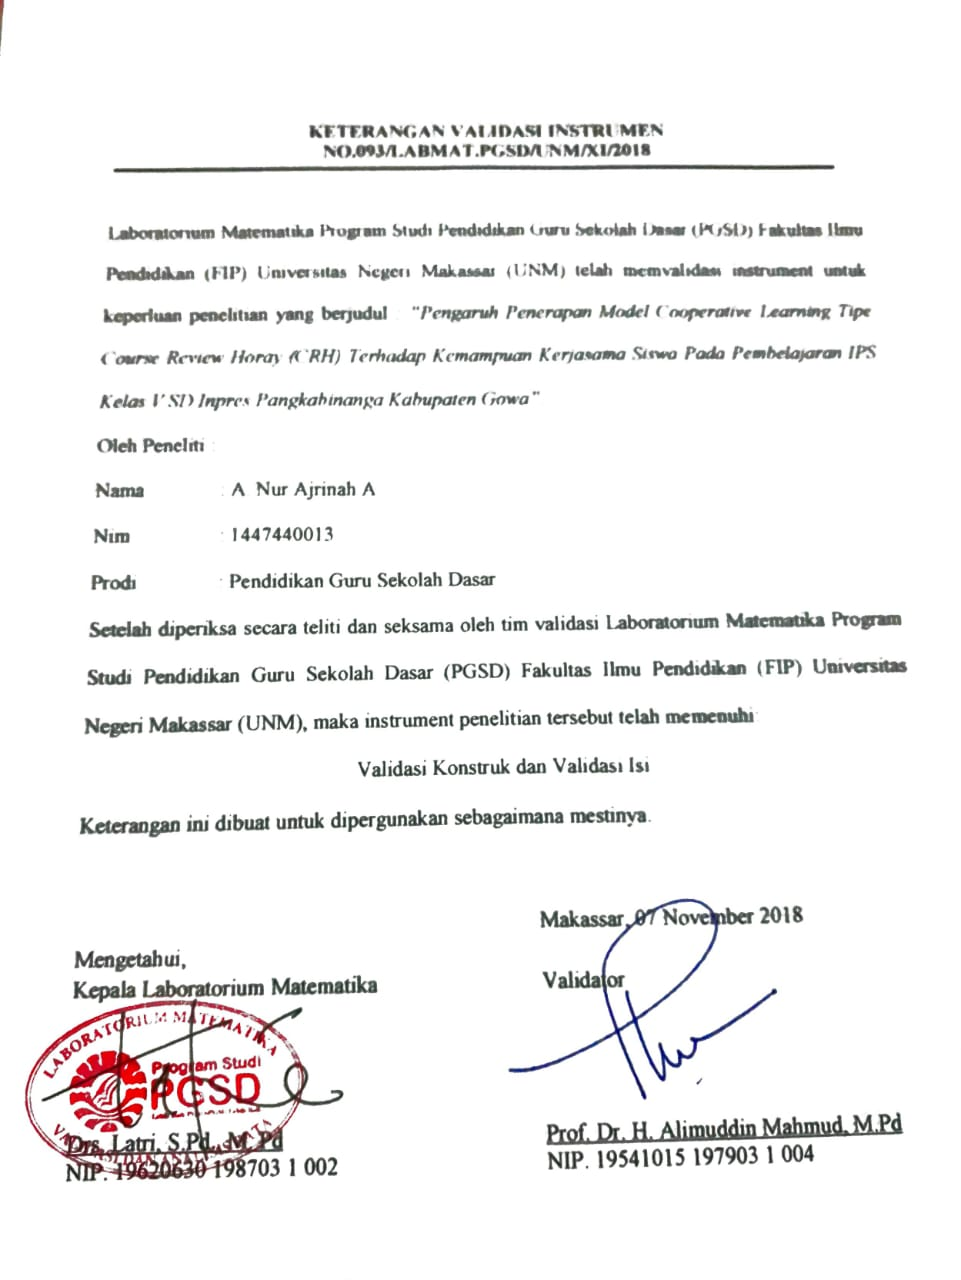 KETERANGAN VALIDASI INSTRUMEN
NO.093/LABMAT.PGSD/UNM/XI/2018
Laboratorium Matematika Program Studi Pendidikan Guru Sekolah Dasar (PGSD) Fakultas Ilmu
Pendidikan (FIP) Universitas Negeri Makassar (UNM) telah memvalidasi instrument untuk
keperluan penelitian yang berjudul : "Pengaruh Penerapan Model Cooperative Learning Tipe
Course Review Horay (CRH) Terhadap Kemampuan Kerjasama Siswa Pada Pembelajaran IPS
Kelas V SD Inpres Pangkabinanga Kabupaten Gowa"
Oleh Peneliti :
Nama : A. Nur Ajrinah A
Nim : 1447440013
Prodi : Pendidikan Guru Sekolah Dasar
Setelah diperiksa secara teliti dan seksama oleh tim validasi Laboratorium Matematika Program
Studi Pendidikan Guru Sekolah Dasar (PGSD) Fakultas Ilmu Pendidikan (FIP) Universitas
Negeri Makassar (UNM), maka instrument penelitian tersebut telah memenuhi:
Validasi Konstruk dan Validasi Isi
Keterangan ini dibuat untuk dipergunakan sebagaimana mestinya.
Makassar, 07 November 2018
Mengetahui,
Kepala Laboratorium Matematika
Validator
LABORATORIUM MATEMATIKA
Program Studi
PGSD
Drs. Latri, S.Pd., M.Pd
NIP. 19620630 198703 1 002
Prof. Dr. H. Alimuddin Mahmud, M.Pd
NIP. 19541015 197903 1 004